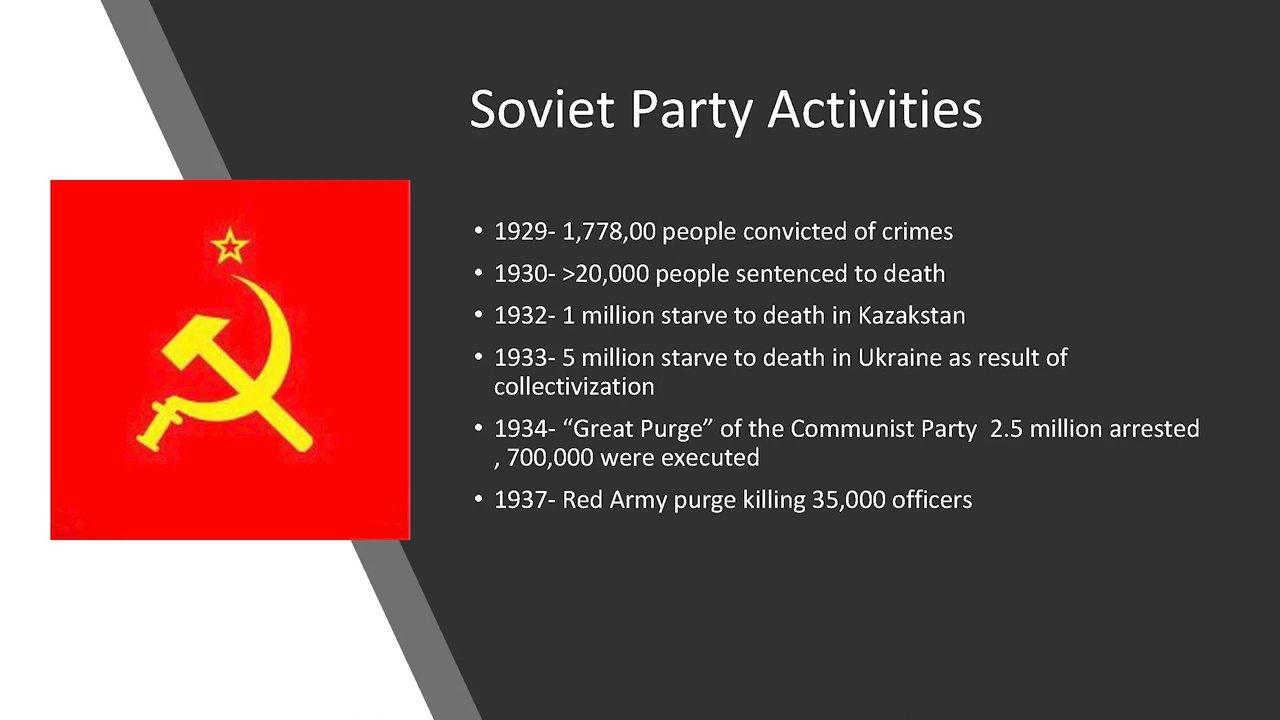 Soviet Party Activities
• 1929- 1,778,00 people convicted of crimes
• 1930- >20,000 people sentenced to death
• 1932- 1 million starve to death in Kazakstan
• 1933- 5 million starve to death in Ukraine as result of
collectivization
• 1934- “Great Purge” of the Communist Party  2.5 million arrested
, 700,000 were executed
• 1937- Red Army purge killing 35,000 officers